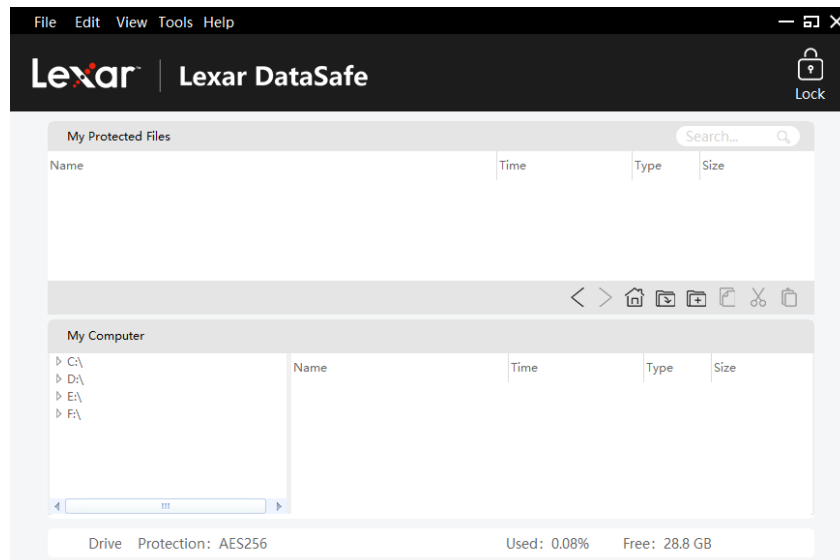 File Edit View Tools Help
Lexar™ Lexar DataSafe
Lock
My Protected Files Search...
Name Time Type Size
My Computer
C:\
D:\
E:\
F:\
Name Time Type Size
Drive Protection: AES256 Used: 0.08% Free: 28.8 GB